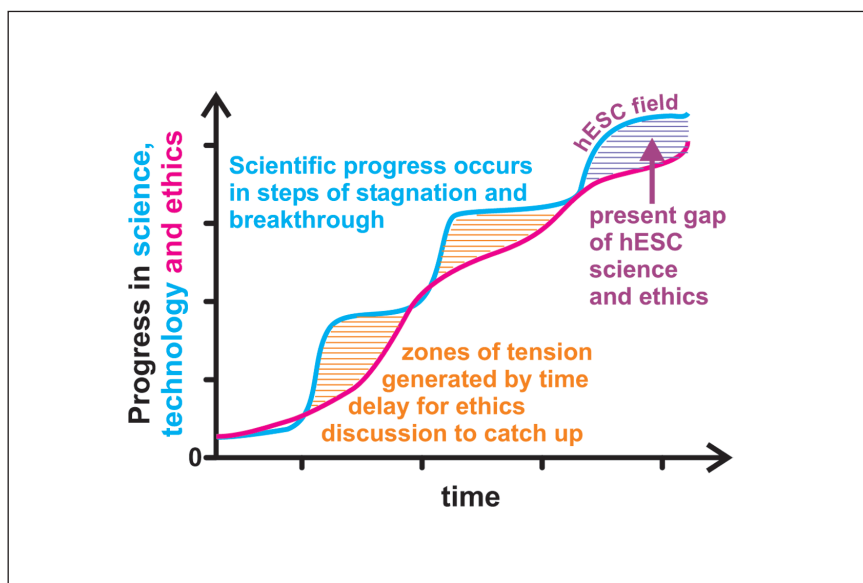 hESC field
Scientific progress occurs
in steps of stagnation and
breakthrough
present gap
of hESC
science
and ethics
Progress in science,
technology and ethics
zones of tension
generated by time
delay for ethics
discussion to catch up
0
time